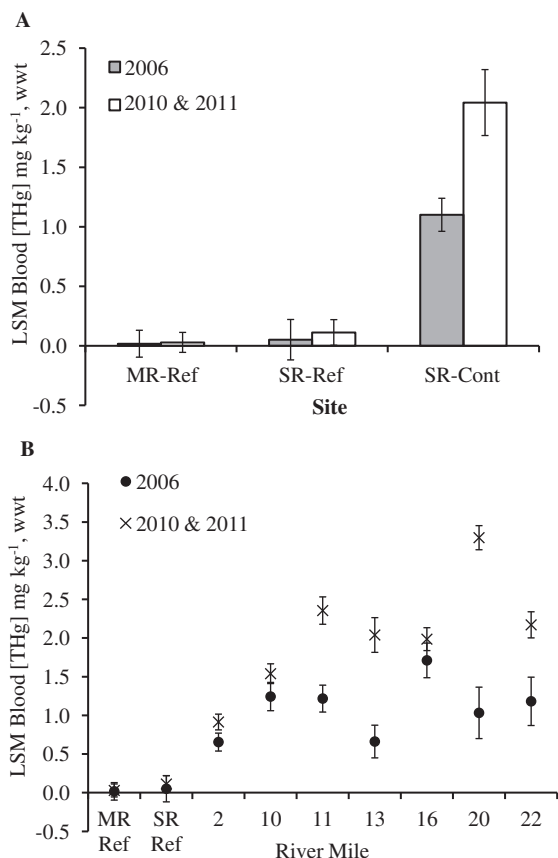 A
LSM Blood [THg] mg kg-1, wwt
2.5
2.0
1.5
1.0
0.5
0.0
-0.5
2006
2010 & 2011
MR-Ref SR-Ref SR-Cont
Site
B
LSM Blood [THg] mg kg-1, wwt
4.0
3.5
3.0
2.5
2.0
1.5
1.0
0.5
0.0
-0.5
2006
2010 & 2011
MR SR 2 10 11 13 16 20 22
Ref Ref
River Mile